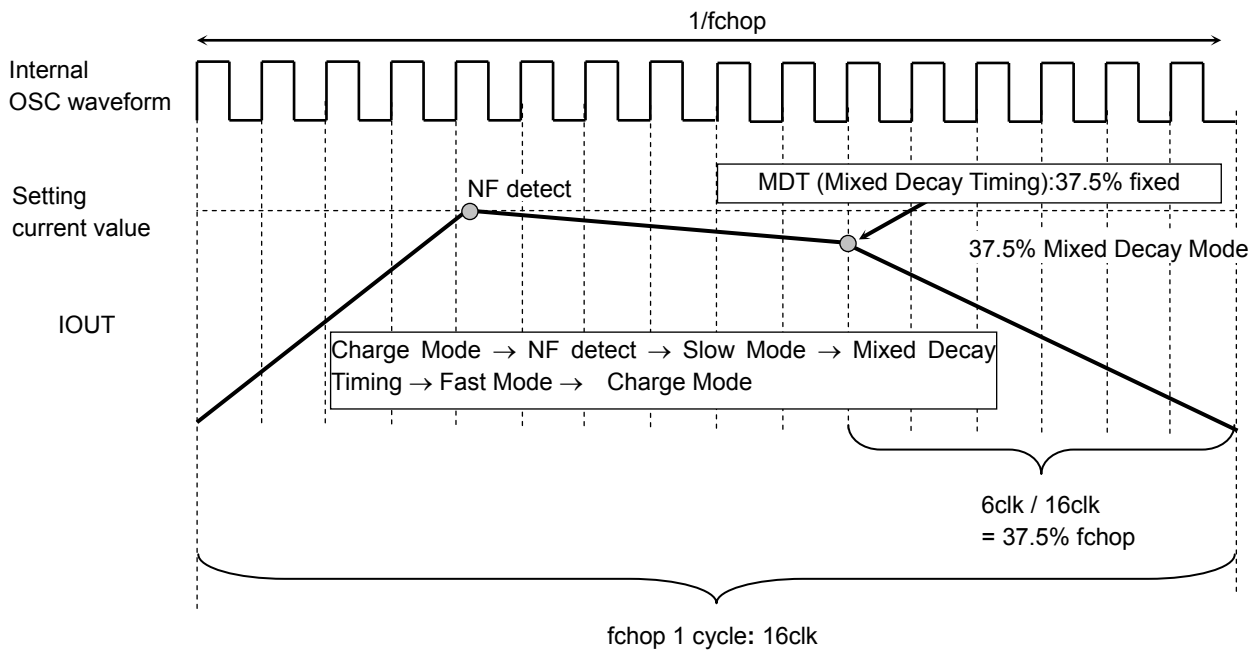 1/fchop
Internal
OSC waveform
Setting
current value
NF detect
MDT (Mixed Decay Timing):37.5% fixed
37.5% Mixed Decay Mode
IOUT
Charge Mode → NF detect → Slow Mode → Mixed Decay
Timing → Fast Mode → Charge Mode
6clk / 16clk
= 37.5% fchop
fchop 1 cycle: 16clk